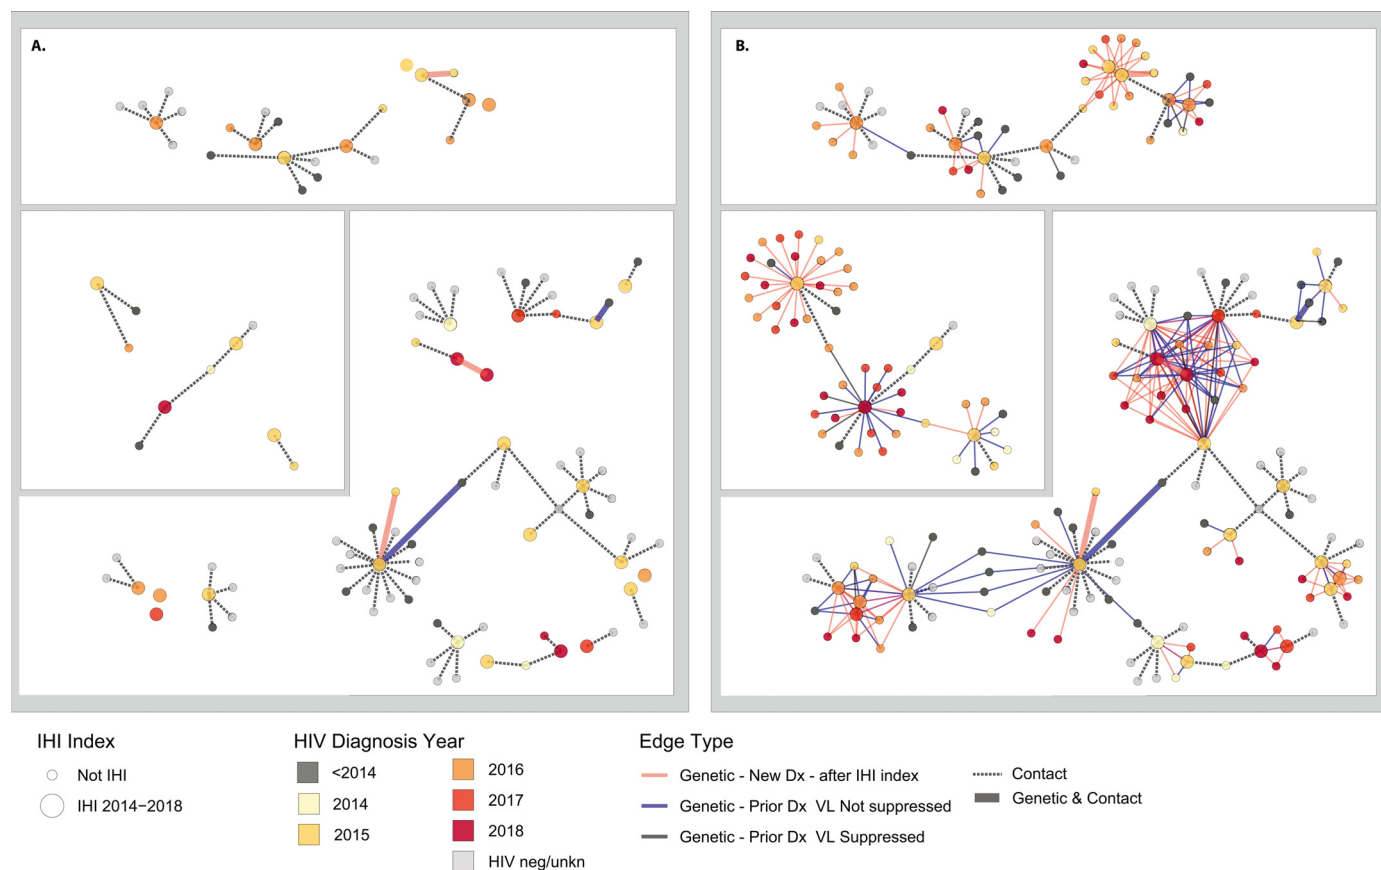 A.
B.
IHI Index
Not IHI
IHI 2014−2018
HIV Diagnosis Year
<2014
2014
2015
2016
2017
2018
HIV neg/unkn
Edge Type
Genetic - New Dx - after IHI index
Genetic - Prior Dx VL Not suppressed
Genetic - Prior Dx VL Suppressed
Contact
Genetic & Contact